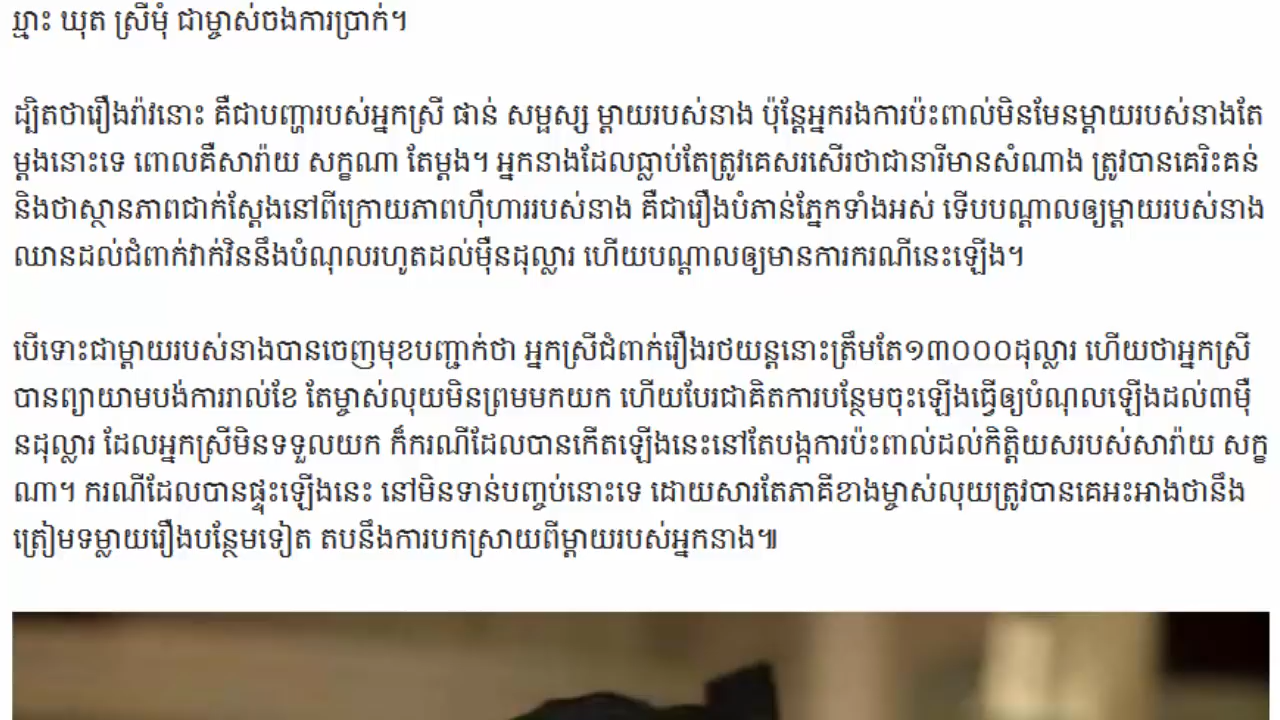 ឈ្មោះ ឃុត ស្រីមុំ ជាម្ចាស់ចងការប្រាក់។
ដ្បិតថារឿងរ៉ាវនោះ គឺជាបញ្ហារបស់អ្នកស្រី ផាន់ សម្ផស្ស ម្តាយរបស់នាង ប៉ុន្តែអ្នករងការប៉ះពាល់មិនមែនម្តាយរបស់នាងតែ
ម្តងនោះទេ ពោលគឺសារ៉ាយ សក្ខណា តែម្តង។ អ្នកនាងដែលធ្លាប់តែត្រូវគេសរសើរថាជានារីមានសំណាង ត្រូវបានគេរិះគន់
និងថាស្ថានភាពជាក់ស្តែងនៅពីក្រោយភាពហ៊ឺហាររបស់នាង គឺជារឿងបំភាន់ភ្នែកទាំងអស់ ទើបបណ្តាលឲ្យម្តាយរបស់នាង
ឈានដល់ជំពាក់វាក់វិននឹងបំណុលរហូតដល់ម៉ឺនដុល្លារ ហើយបណ្តាលឲ្យមានការករណីនេះឡើង។
បើទោះជាម្តាយរបស់នាងបានចេញមុខបញ្ជាក់ថា អ្នកស្រីជំពាក់រឿងរថយន្តនោះត្រឹមតែ១៣០០០ដុល្លារ ហើយថាអ្នកស្រី
បានព្យាយាមបង់ការរាល់ខែ តែម្ចាស់លុយមិនព្រមមកយក ហើយបែរជាគិតការបន្ថែមចុះឡើងធ្វើឲ្យបំណុលឡើងដល់៣ម៉ឺ
នដុល្លារ ដែលអ្នកស្រីមិនទទួលយក ក៏ករណីដែលបានកើតឡើងនេះនៅតែបង្កការប៉ះពាល់ដល់កិត្តិយសរបស់សារ៉ាយ សក្ខ
ណា។ ករណីដែលបានផ្ទុះឡើងនេះ នៅមិនទាន់បញ្ចប់នោះទេ ដោយសារតែភាគីខាងម្ចាស់លុយត្រូវបានគេអះអាងថានឹង
ត្រៀមទម្លាយរឿងបន្ថែមទៀត តបនឹងការបកស្រាយពីម្តាយរបស់អ្នកនាង៕